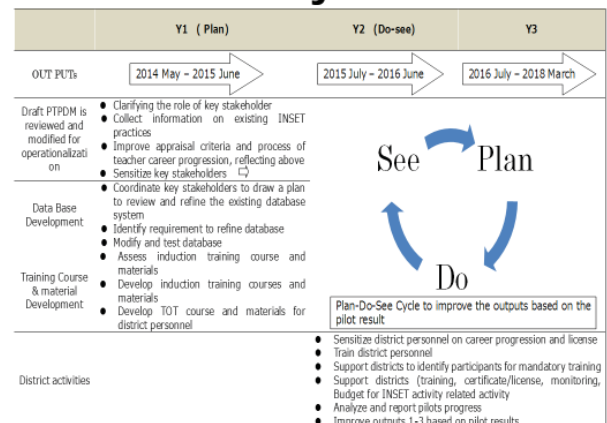 Y1 ( Plan)
Y2 (Do-see)
Y3
OUT PUTs
2014 May – 2015 June
2015 July – 2016 June
2016 July – 2018 March
Draft PTPDM is
reviewed and
modified for
operationalizati
on
● Clarifying the role of key stakeholder
● Collect information on existing INSET
practices
● Improve appraisal criteria and process of
teacher career progression, reflecting above
● Sensitize key stakeholders
Data Base
Development
● Coordinate key stakeholders to draw a plan
to review and refine the existing database
system
● Identify requirement to refine database
● Modify and test database
Training Course
& material
Development
● Assess induction training course and
materials
● Develop induction training courses and
materials
● Develop TOT course and materials for
district personnel
See
Plan
Do
Plan-Do-See Cycle to improve the outputs based on the
pilot result
District activities
● Sensitize district personnel on career progression and license
● Train district personnel
● Support districts to identify participants for mandatory training
● Support districts (training, certificate/license, monitoring,
Budget for INSET activity related activity
● Analyze and report pilots progress
● Improve outputs 1-3 based on pilot results